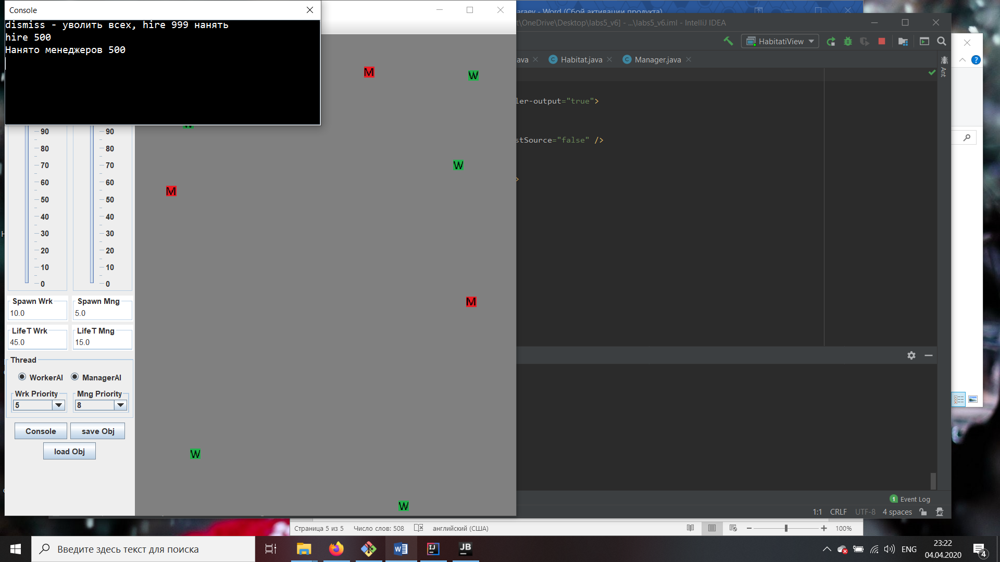 Console
dismiss - уволить всех, hire 999 нанять
hire 500
Нанято менеджеров 500
M
W
W
M
M
W
W
90 90
80 80
70 70
60 60
50 50
40 40
30 30
20 20
10 10
0 0
Spawn Wrk Spawn Mng
10.0 5.0
LifeT Wrk LifeT Mng
45.0 15.0
Thread
WorkerAI ManagerAI
Wrk Priority Mng Priority
5 8
Console save Obj
load Obj
araev - Word (Сбой активации продукта)
t\OneDrive\Desktop\labs5_v6] - ...\labs5_v6.iml - IntelliJ IDEA
HabitatiView
ava Habitat.java Manager.java
Ant
ler-output="true">
stSource="false" />
>
1 Event Log
1:1 CRLF UTF-8 4 spaces
Страница 5 из 5 Число слов: 508 английский (США) 100%
Введите здесь текст для поиска
ENG 23:22
04.04.2020
4